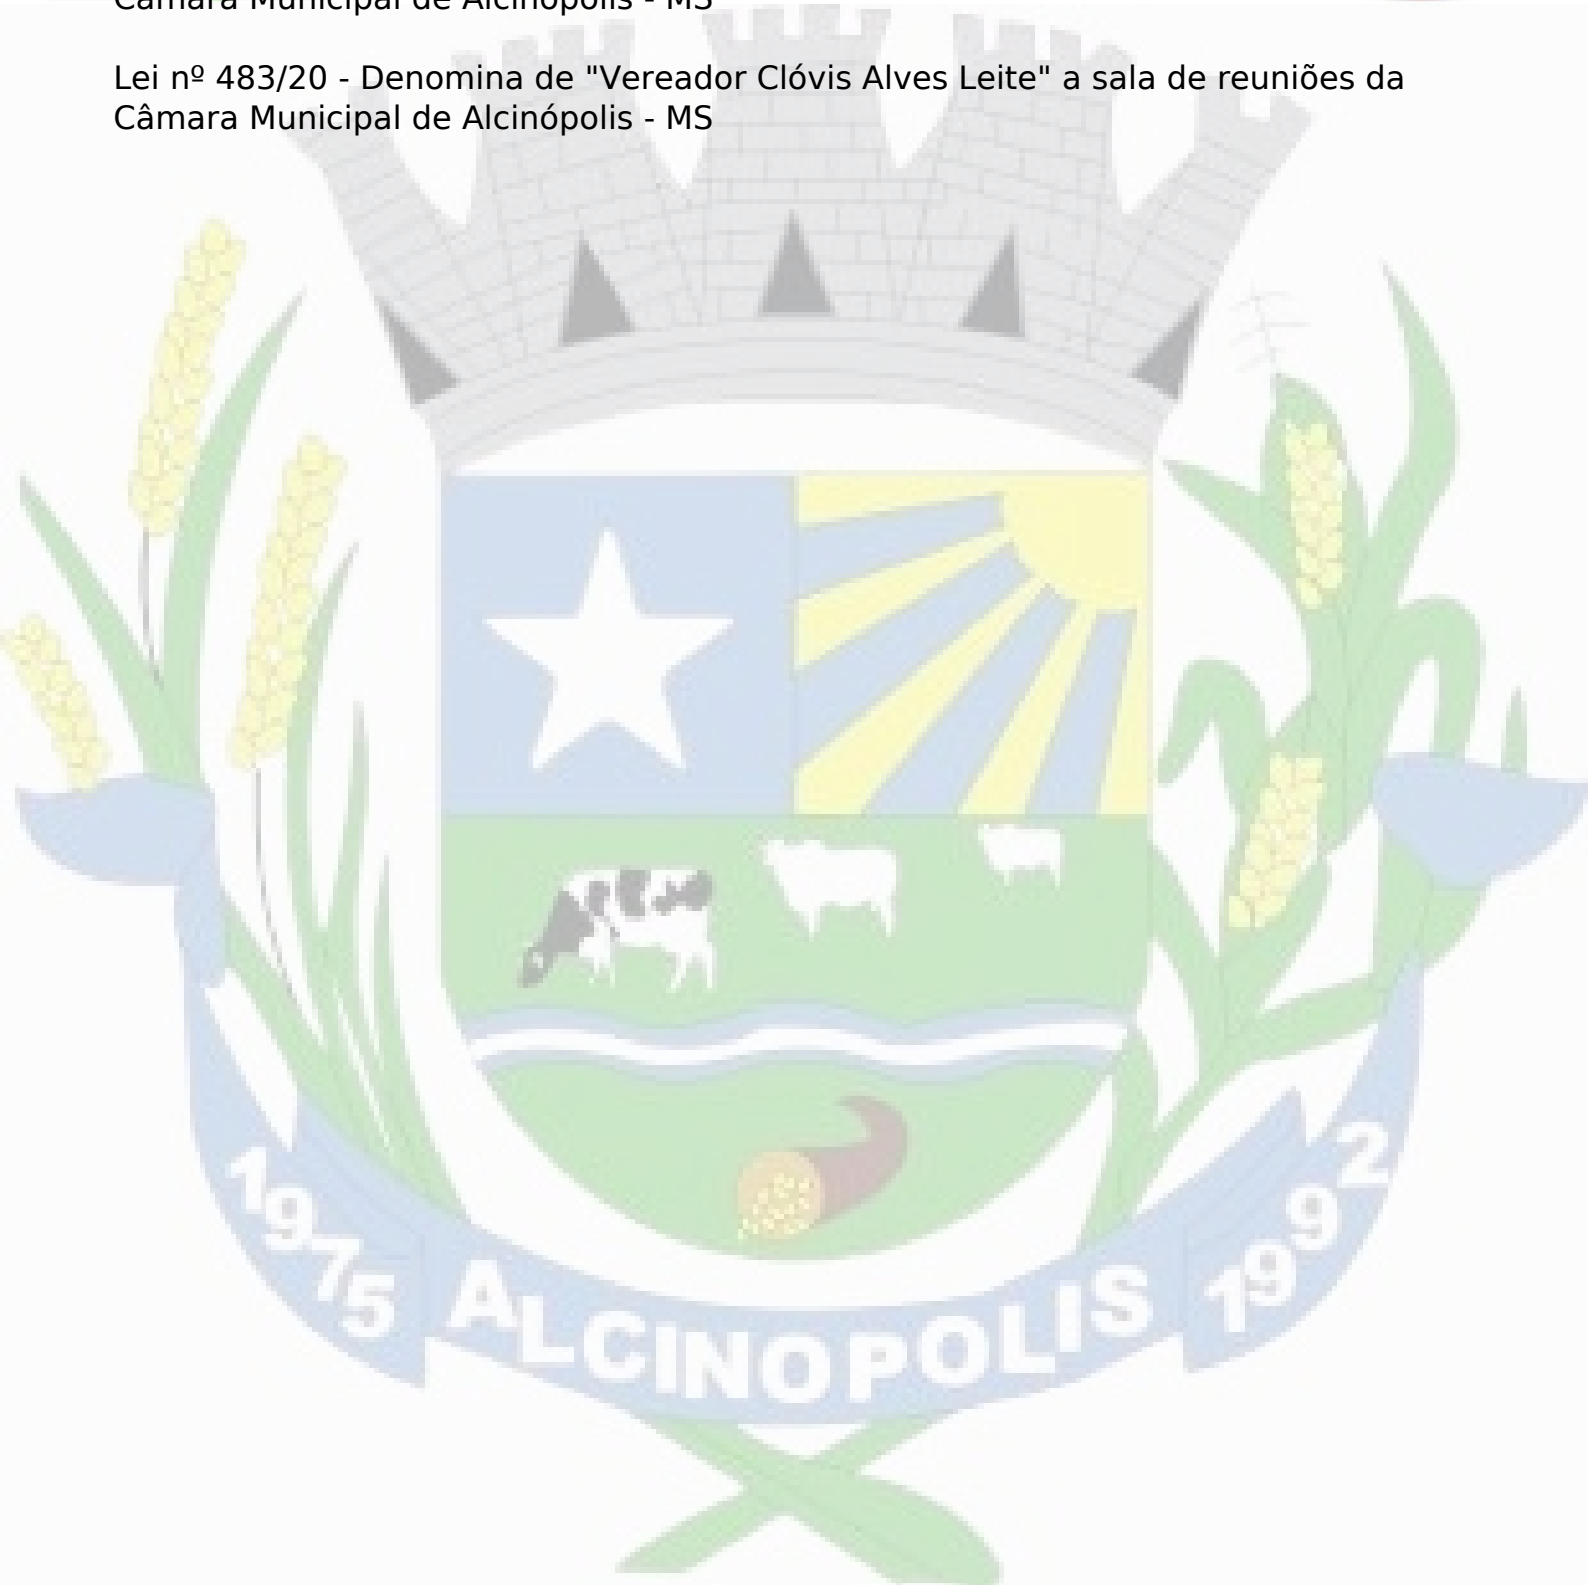 Câmara Municipal de Alcinópolis - MS
Lei nº 483/20 - Denomina de "Vereador Clóvis Alves Leite" a sala de reuniões da
Câmara Municipal de Alcinópolis - MS
1975 ALCINOPOLIS 1992